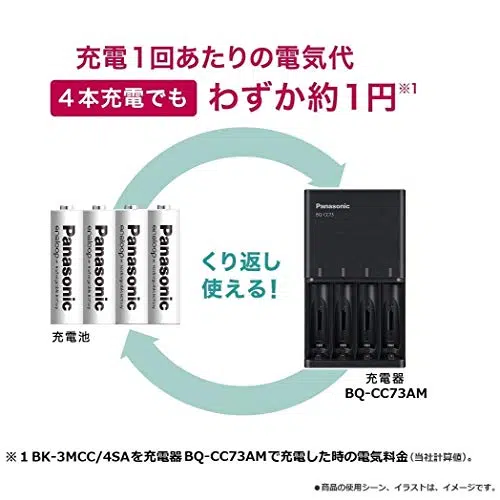 充電1回あたりの電気代
4本充電でも わずか約1円※1
Panasonic
eneloop
Panasonic
eneloop
Panasonic
eneloop
Panasonic
eneloop
充電池
くり返し
使える!
Panasonic
BQ-CC73
充電器
BQ-CC73AM
※1 BK-3MCC/4SAを充電器BQ-CC73AMで充電した時の電気料金(当社計算値)。
●商品の使用シーン、イラストは、イメージです。